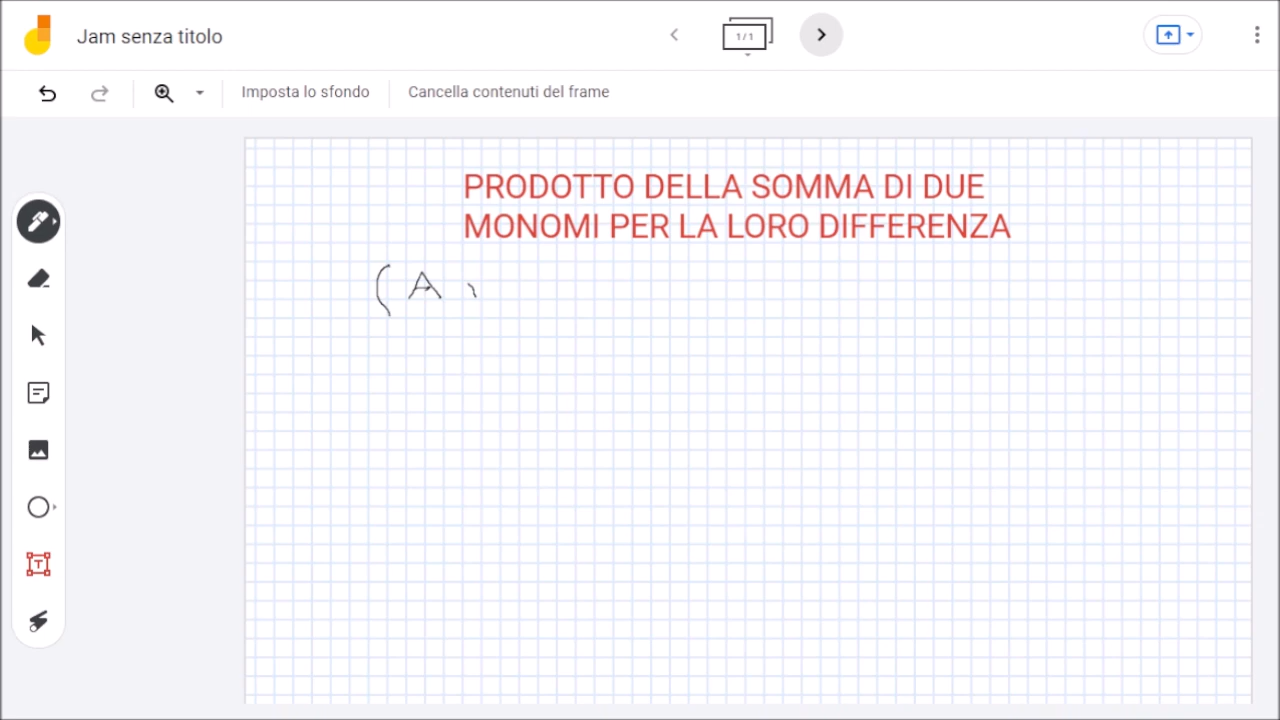 Jam senza titolo
1 / 1
Imposta lo sfondo
Cancella contenuti del frame
PRODOTTO DELLA SOMMA DI DUE
MONOMI PER LA LORO DIFFERENZA
( A